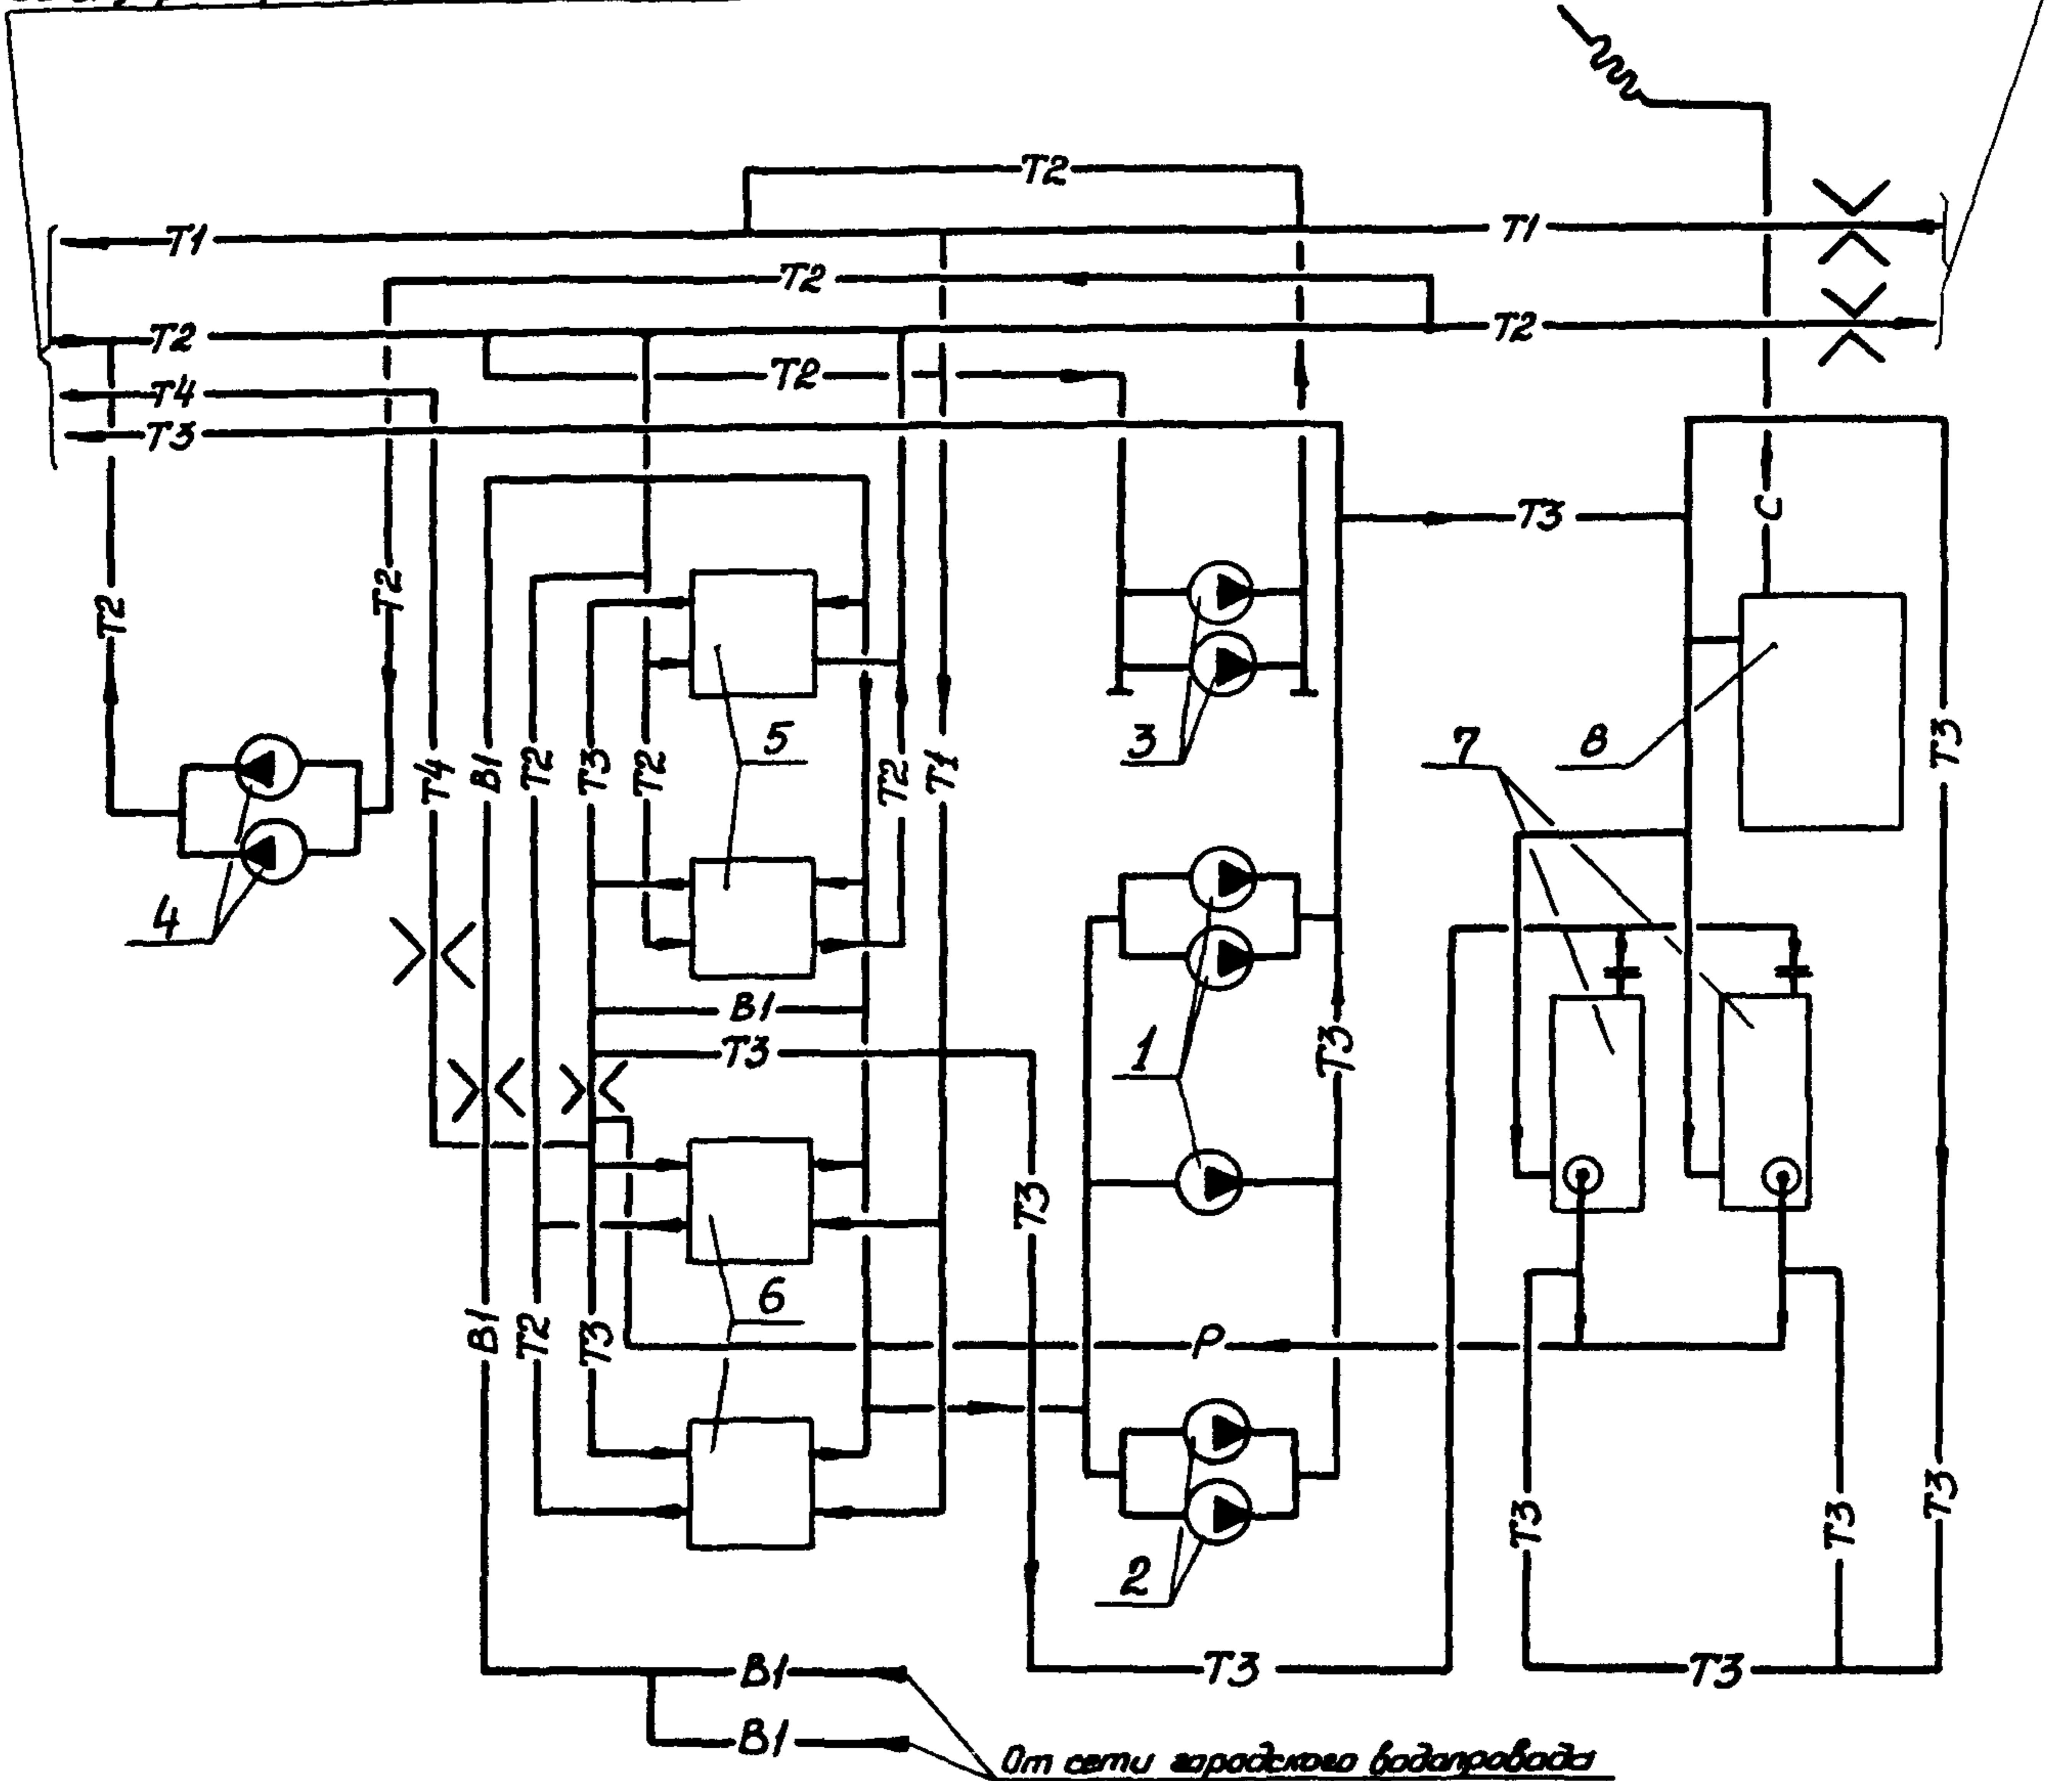 Т2
Т1 Т1
Т2
Т2 Т2
Т2
Т4
Т3
Т3 С
Т2 Т2
5 3 7 8 Т3
Т4 В1 Т2 Т3 Т2 Т2 Т1
4
В1
Т3 1 Т3
Т3
6
В1 Т2 Т3 Р
Т3 Т3 Т3
2
В1 Т3 Т3
В1
От сети городского водопровода